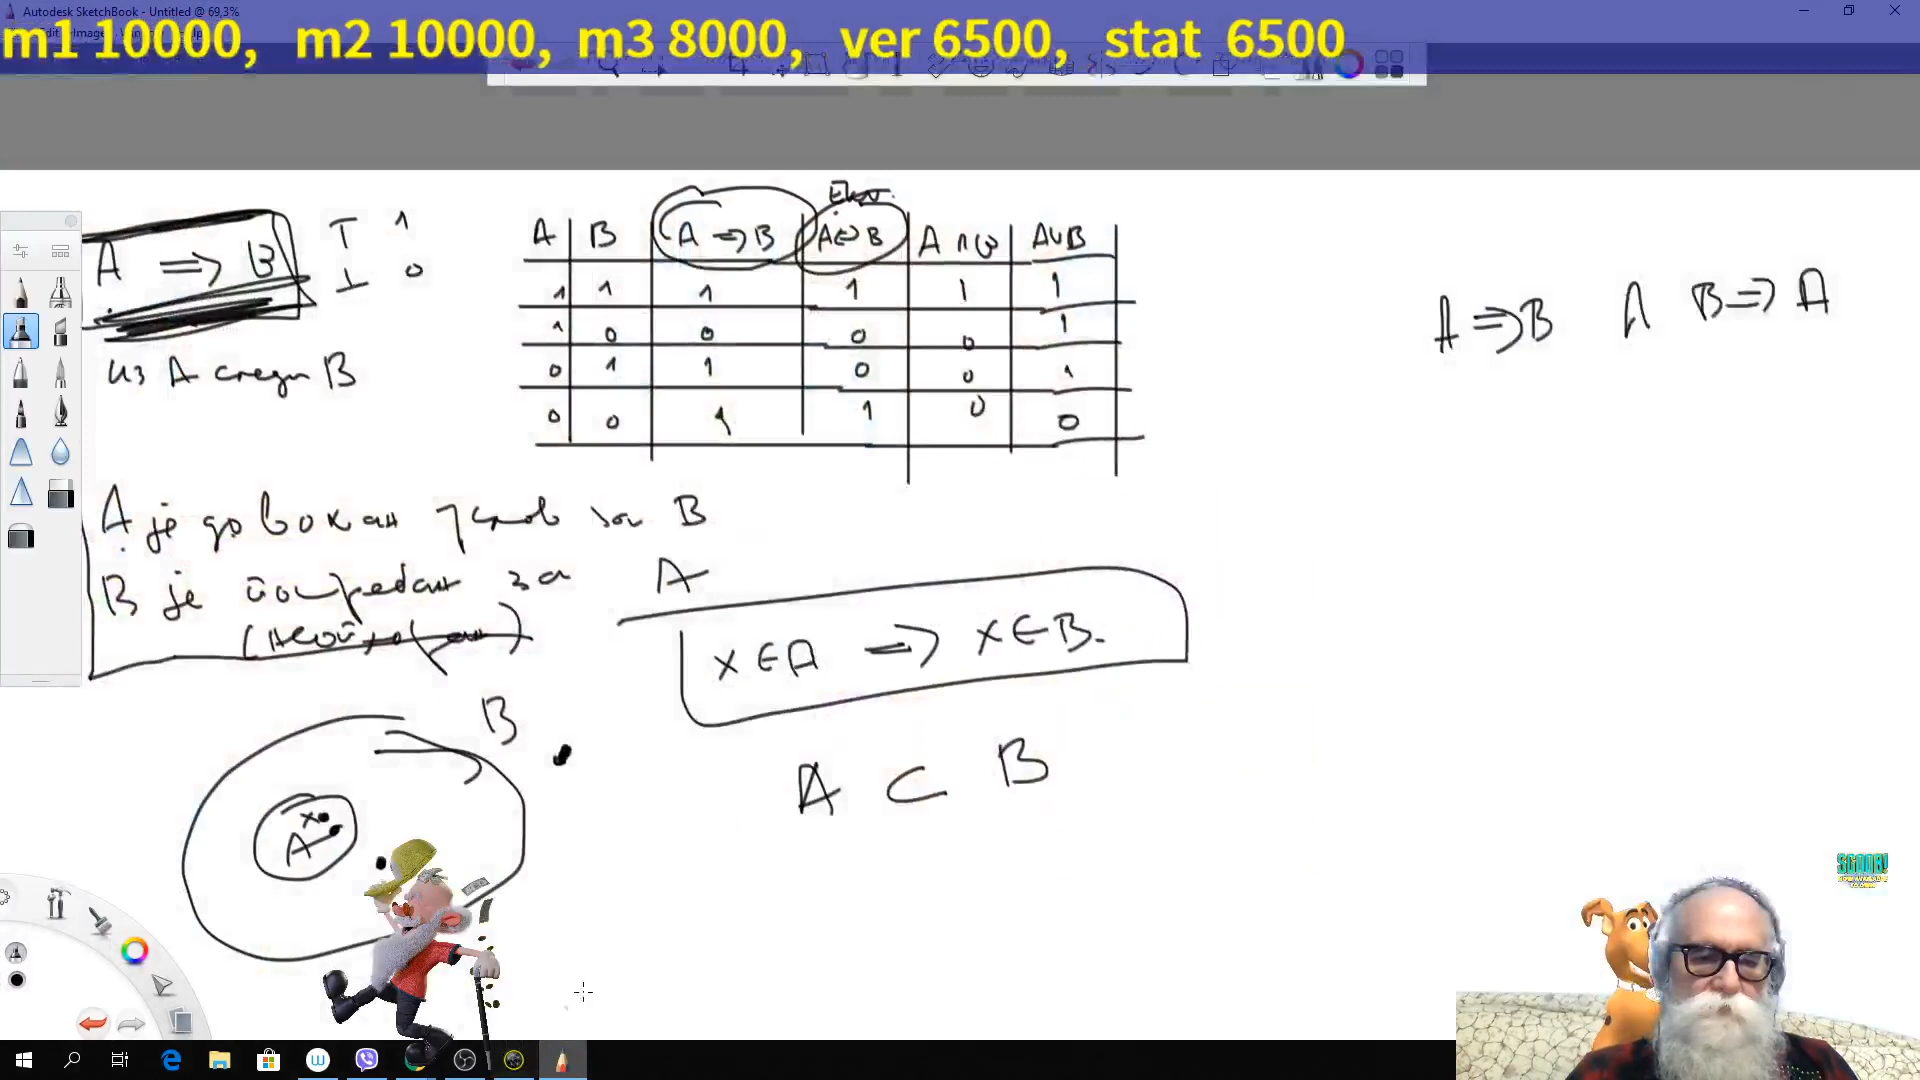 Autodesk SketchBook - Untitled @ 69,3%
m1 10000, m2 10000, m3 8000, ver 6500, stat 6500
A ⇒ B
T 1
⊥ 0
из A следи B
Екв.
A B A ⇒ B A⇔B A ∧ B A∪B
1 1 1 1 1 1
1 0 0 0 0 1
0 1 1 0 0 1
0 0 1 1 0 0
A ⇒ B A B ⇒ A
A је довољан услов за B
B је потребан за A
x ∈ A ⇒ x ∈ B.
B
x
A
A ⊂ B
SCOOB!